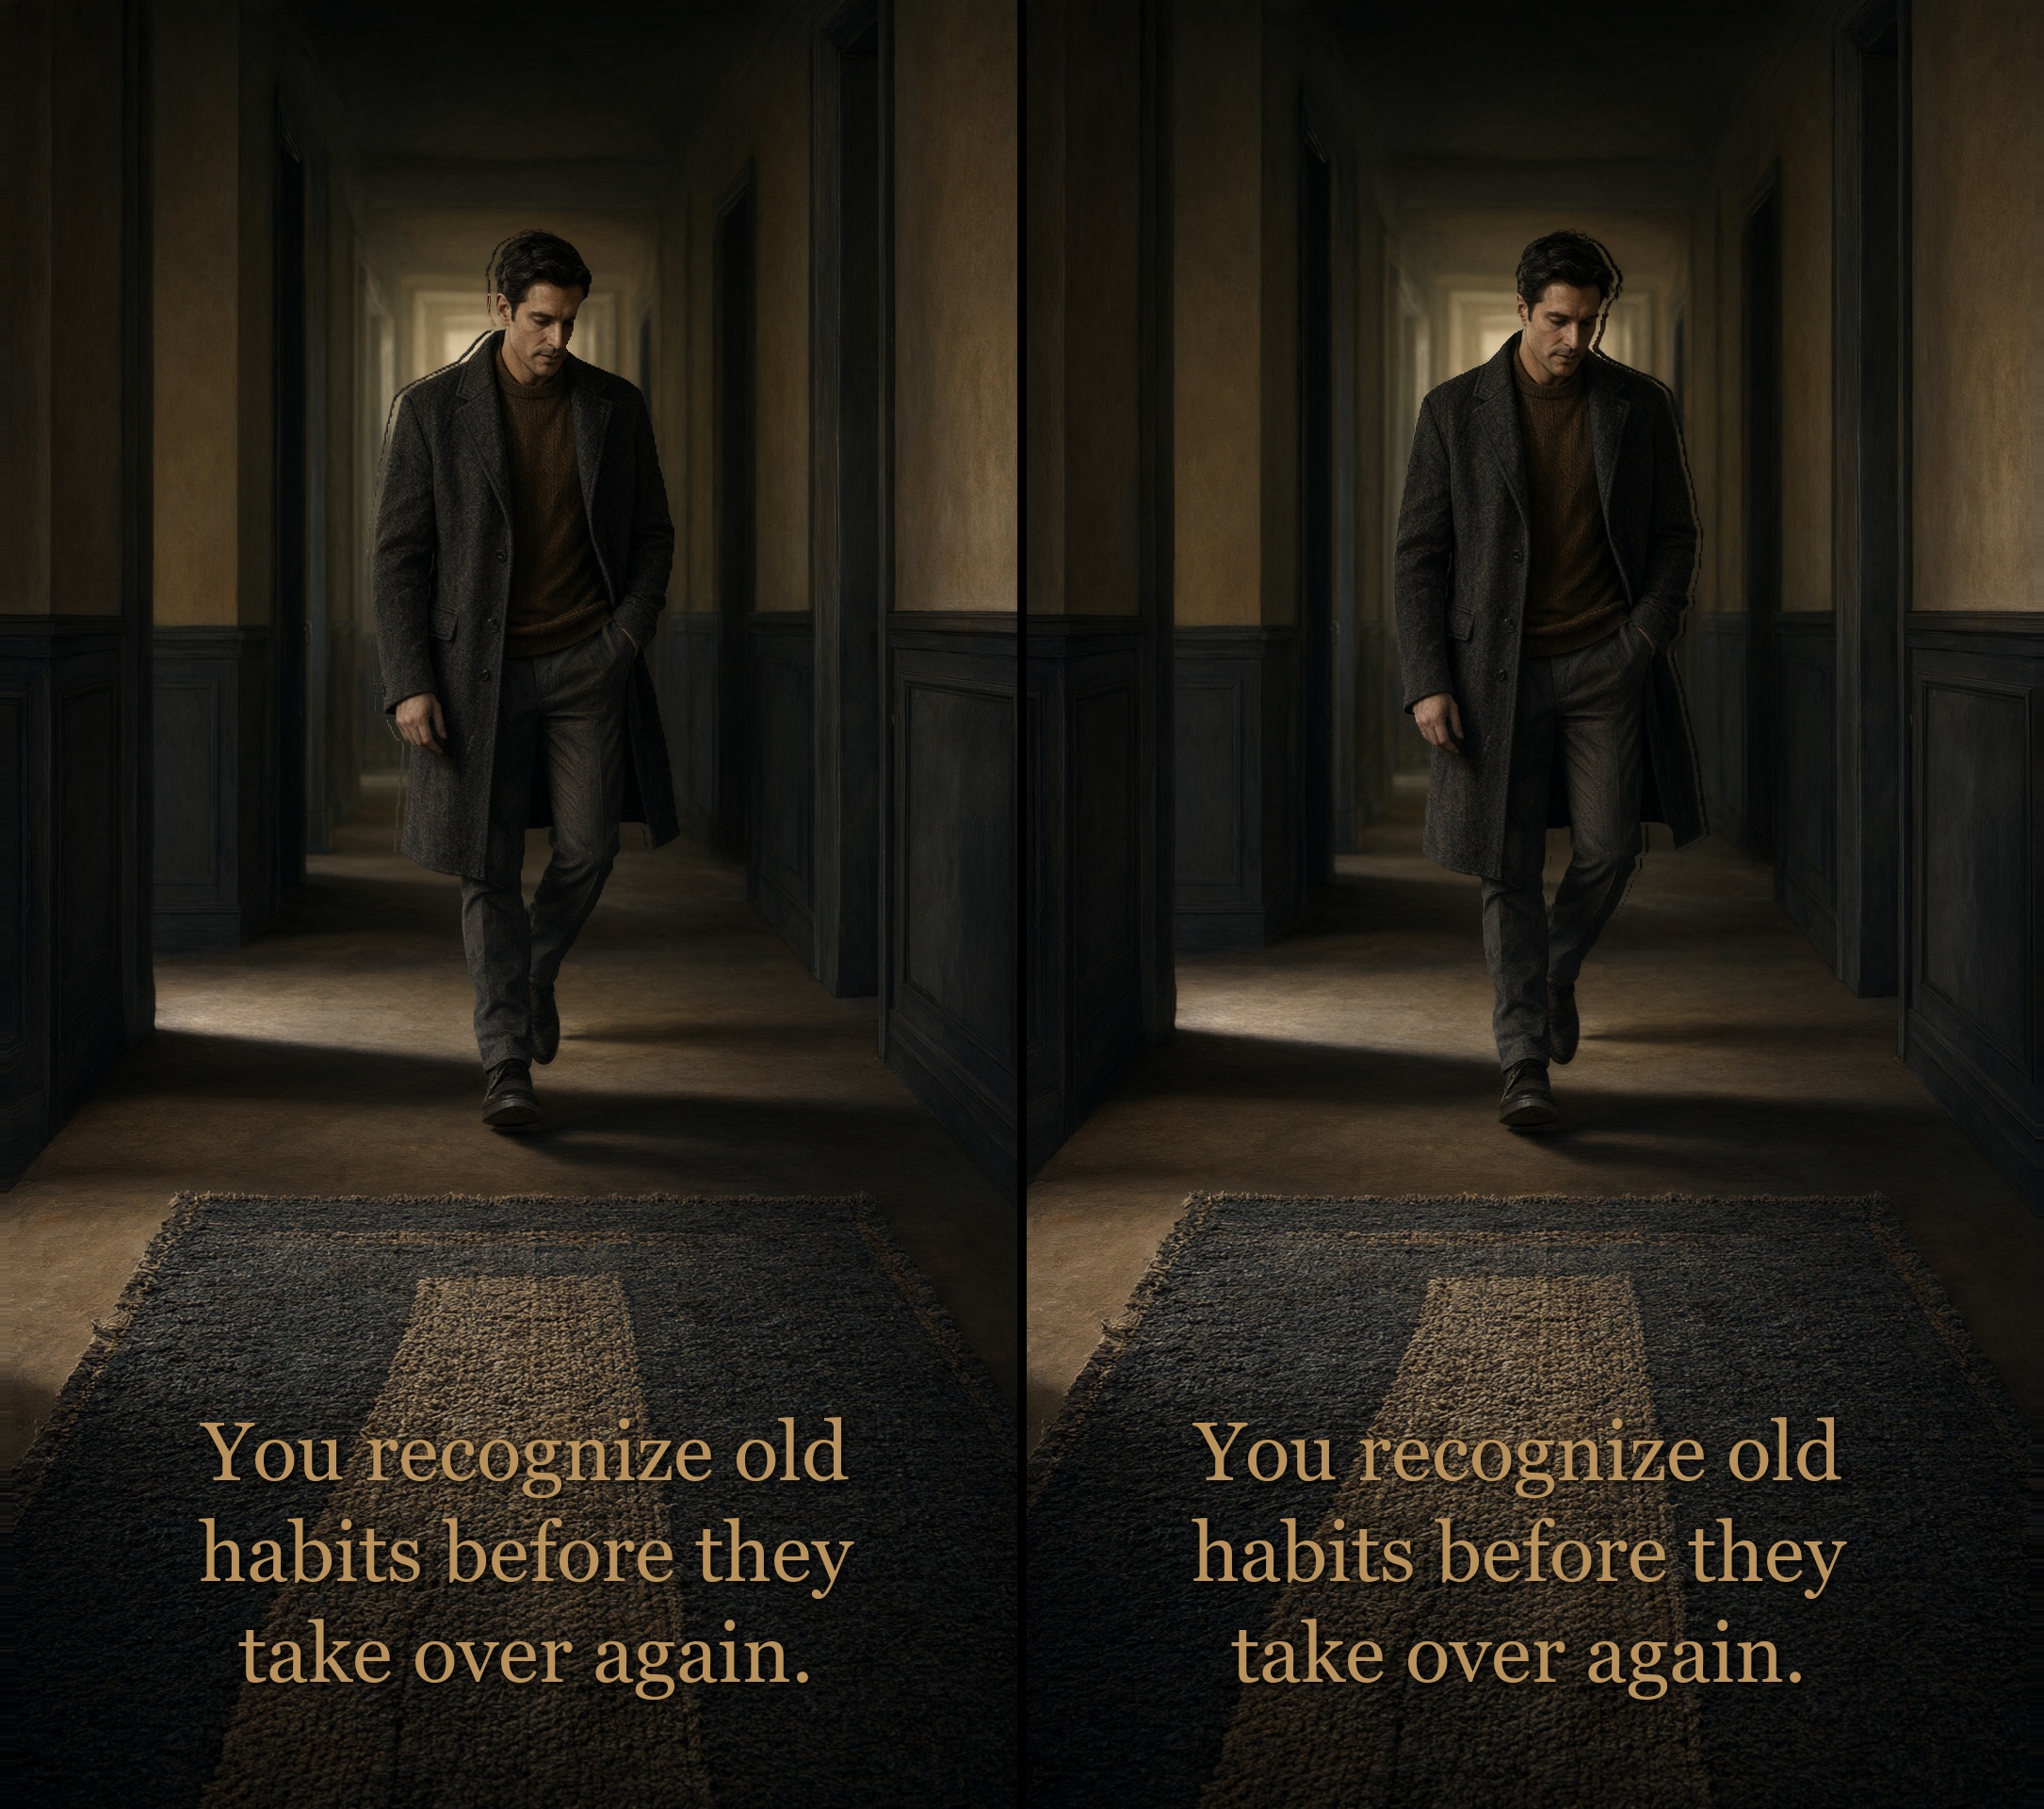 You recognize old
habits before they
take over again.
You recognize old
habits before they
take over again.